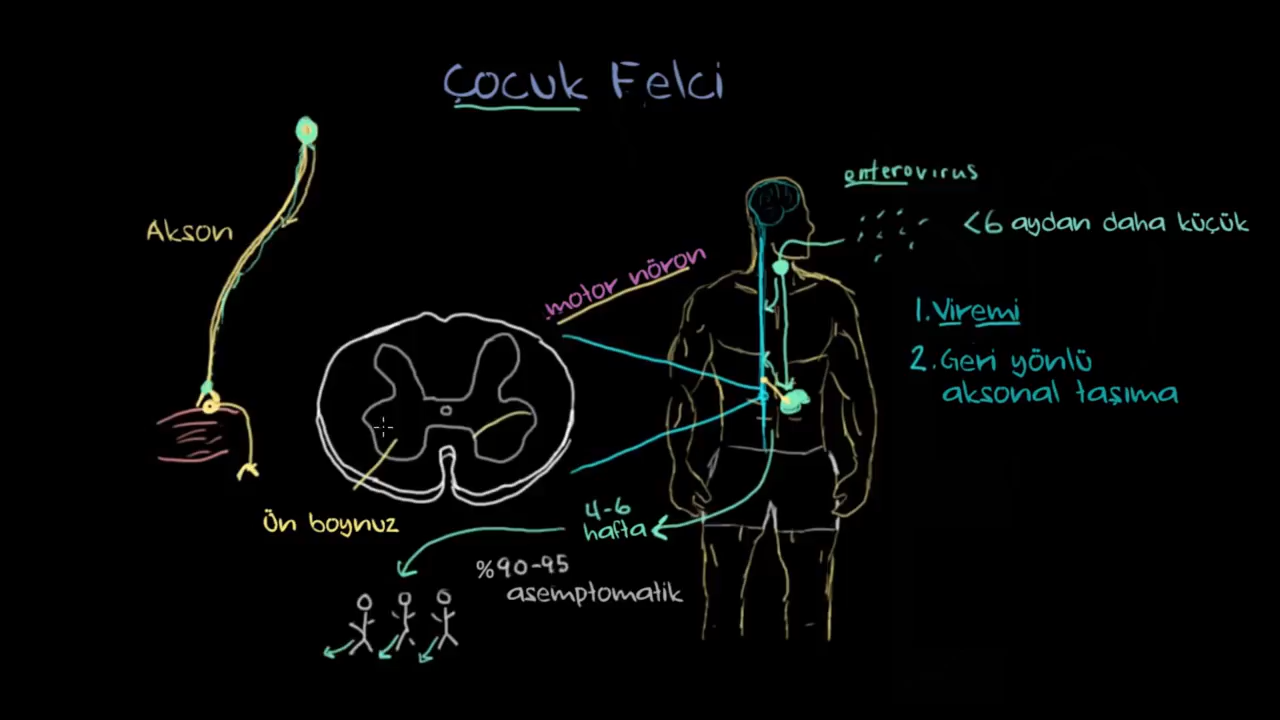 Çocuk Felci
enterovirus
<6 aydan daha küçük
Akson
motor nöron
1. Viremi
2. Geri yönlü
aksonal taşıma
Ün boynuz
4-6
hafta
%90-95
asemptomatik